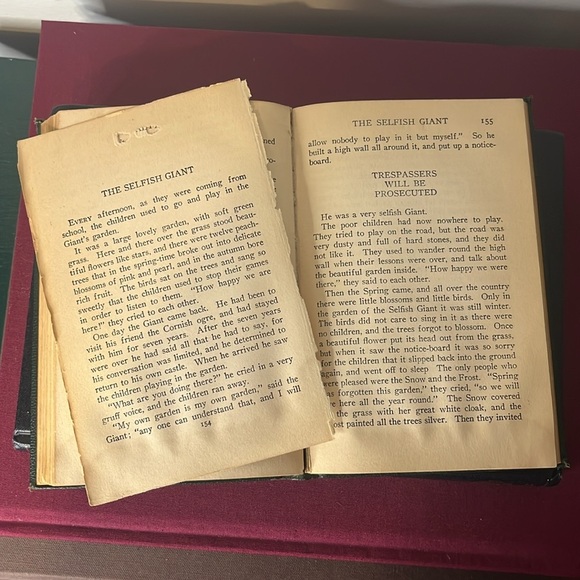 THE SELFISH GIANT
EVERY afternoon, as they were coming from
school, the children used to go and play in the
Giant's garden.
It was a large lovely garden, with soft green
grass. Here and there over the grass stood beau-
tiful flowers like stars, and there were twelve peach-
trees that in the spring-time broke out into delicate
blossoms of pink and pearl, and in the autumn bore
rich fruit. The birds sat on the trees and sang so
sweetly that the children used to stop their games
in order to listen to them. "How happy we are
here!" they cried to each other.
One day the Giant came back. He had been to
visit his friend the Cornish ogre, and had stayed
with him for seven years. After the seven years
were over he had said all that he had to say, for
his conversation was limited, and he determined to
return to his own castle. When he arrived he saw
the children playing in the garden.
"What are you doing there?" he cried in a very
gruff voice, and the children ran away.
"My own garden is my own garden," said the
Giant; "any one can understand that, and I will
154
THE SELFISH GIANT 155
allow nobody to play in it but myself." So he
built a high wall all around it, and put up a notice-
board.
TRESPASSERS
WILL BE
PROSECUTED
He was a very selfish Giant.
The poor children had now nowhere to play.
They tried to play on the road, but the road was
very dusty and full of hard stones, and they did
not like it. They used to wander round the high
wall when their lessons were over, and talk about
the beautiful garden inside. "How happy we were
there," they said to each other.
Then the Spring came, and all over the country
there were little blossoms and little birds. Only in
the garden of the Selfish Giant it was still winter.
The birds did not care to sing in it as there were
no children, and the trees forgot to blossom. Once
a beautiful flower put its head out from the grass,
but when it saw the notice-board it was so sorry
for the children that it slipped back into the ground
again, and went off to sleep The only people who
were pleased were the Snow and the Frost. "Spring
has forgotten this garden," they cried, "so we will
here all the year round." The Snow covered
the grass with her great white cloak, and the
ost painted all the trees silver. Then they invited